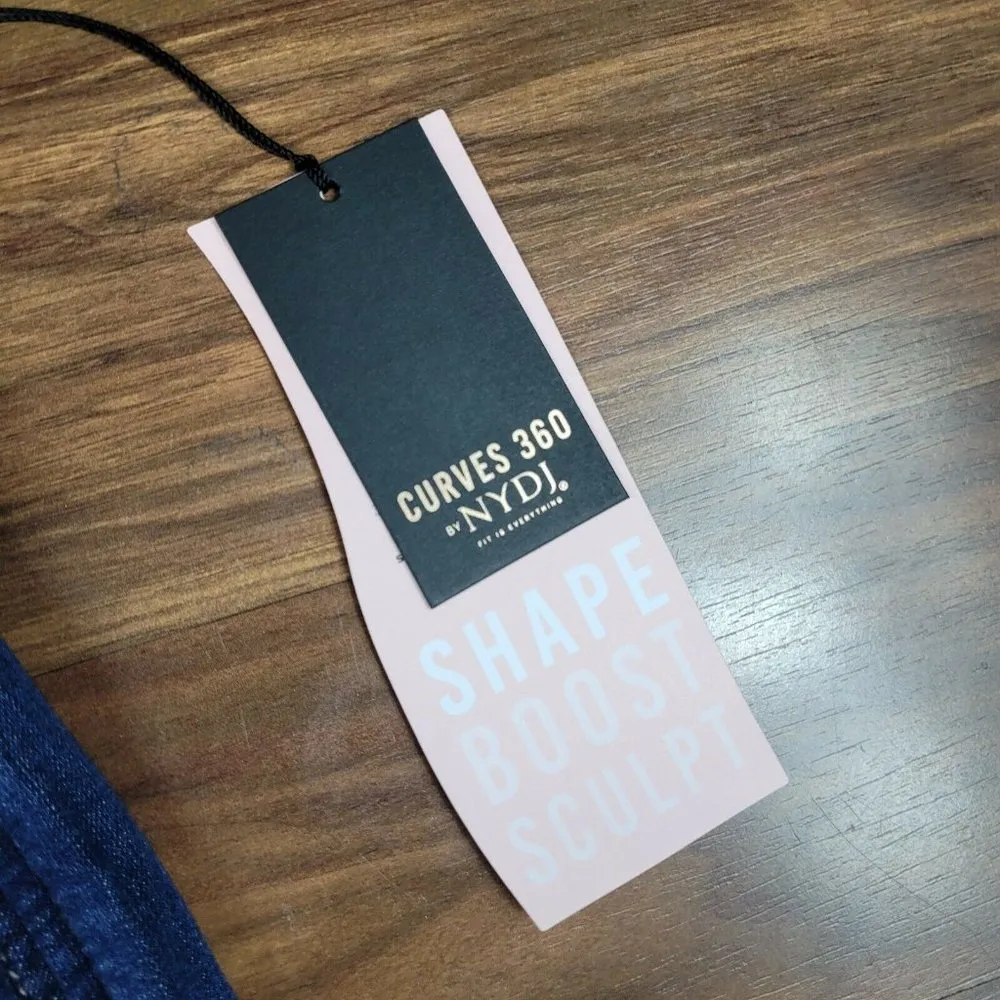 CURVES 360
BY NYDJ®
FIT IS EVERYTHING
SHAPE
BOOST
SCULPT